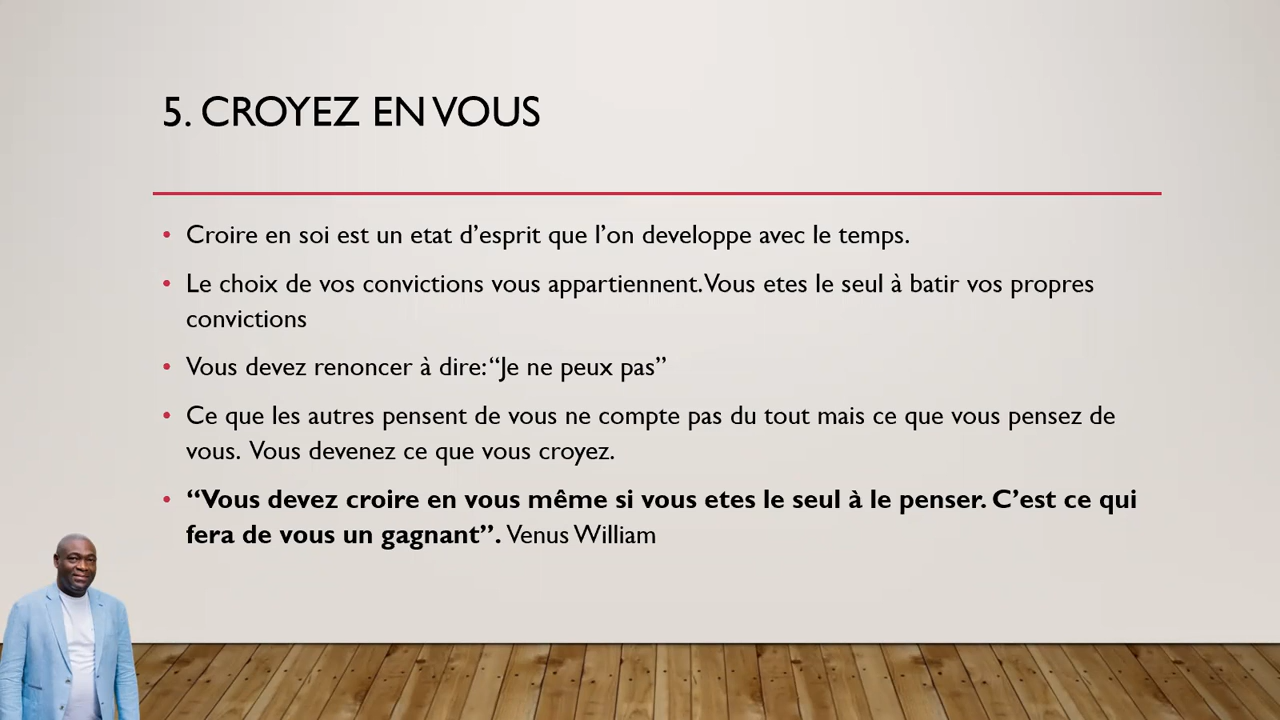 5. CROYEZ EN VOUS
• Croire en soi est un etat d’esprit que l’on developpe avec le temps.
• Le choix de vos convictions vous appartiennent. Vous etes le seul à batir vos propres
convictions
• Vous devez renoncer à dire: “Je ne peux pas”
• Ce que les autres pensent de vous ne compte pas du tout mais ce que vous pensez de
vous. Vous devenez ce que vous croyez.
• “Vous devez croire en vous même si vous etes le seul à le penser. C’est ce qui
fera de vous un gagnant”. Venus William